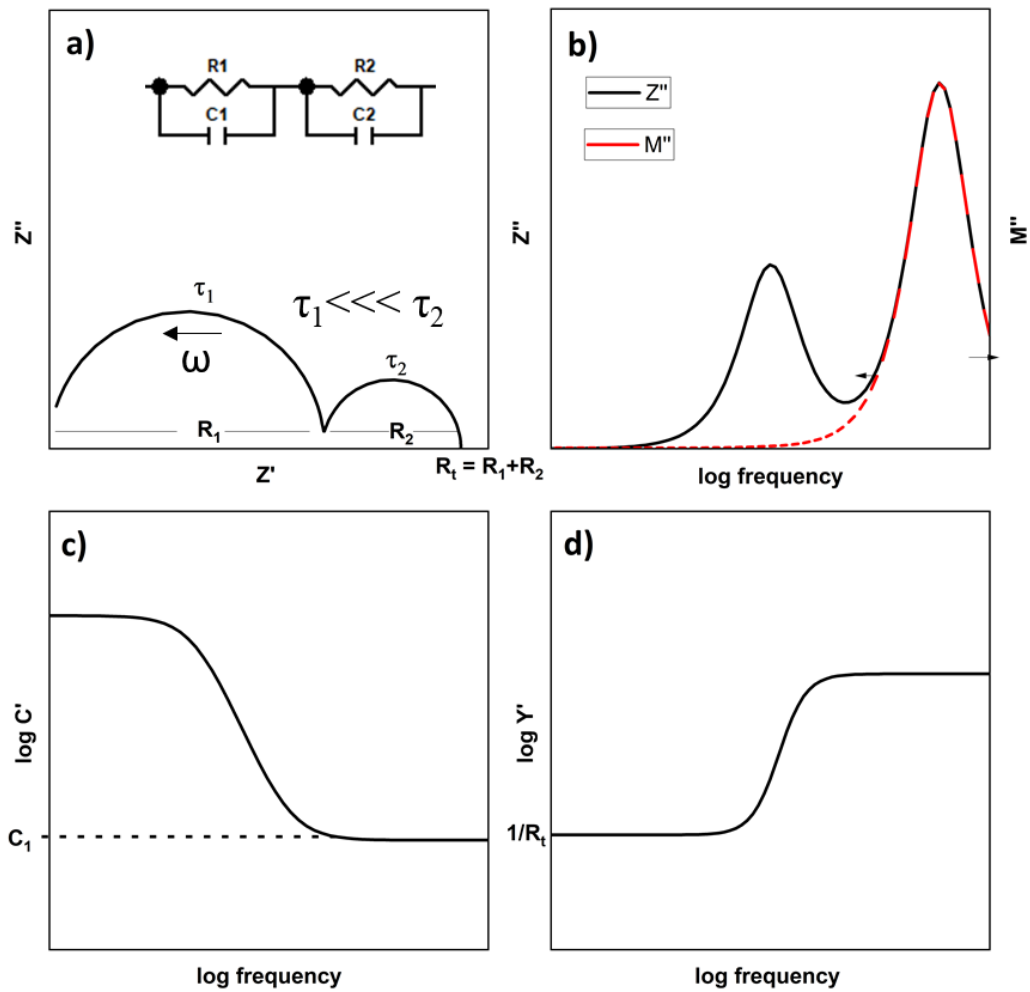 a)
R1
R2
C1
C2
Z''
τ1
τ1<<< τ2
ω
τ2
R1
R2
Rt = R1+R2
Z'
b)
Z''
M''
Z''
M''
log frequency
c)
log C'
C1
log frequency
d)
log Y'
1/Rt
log frequency